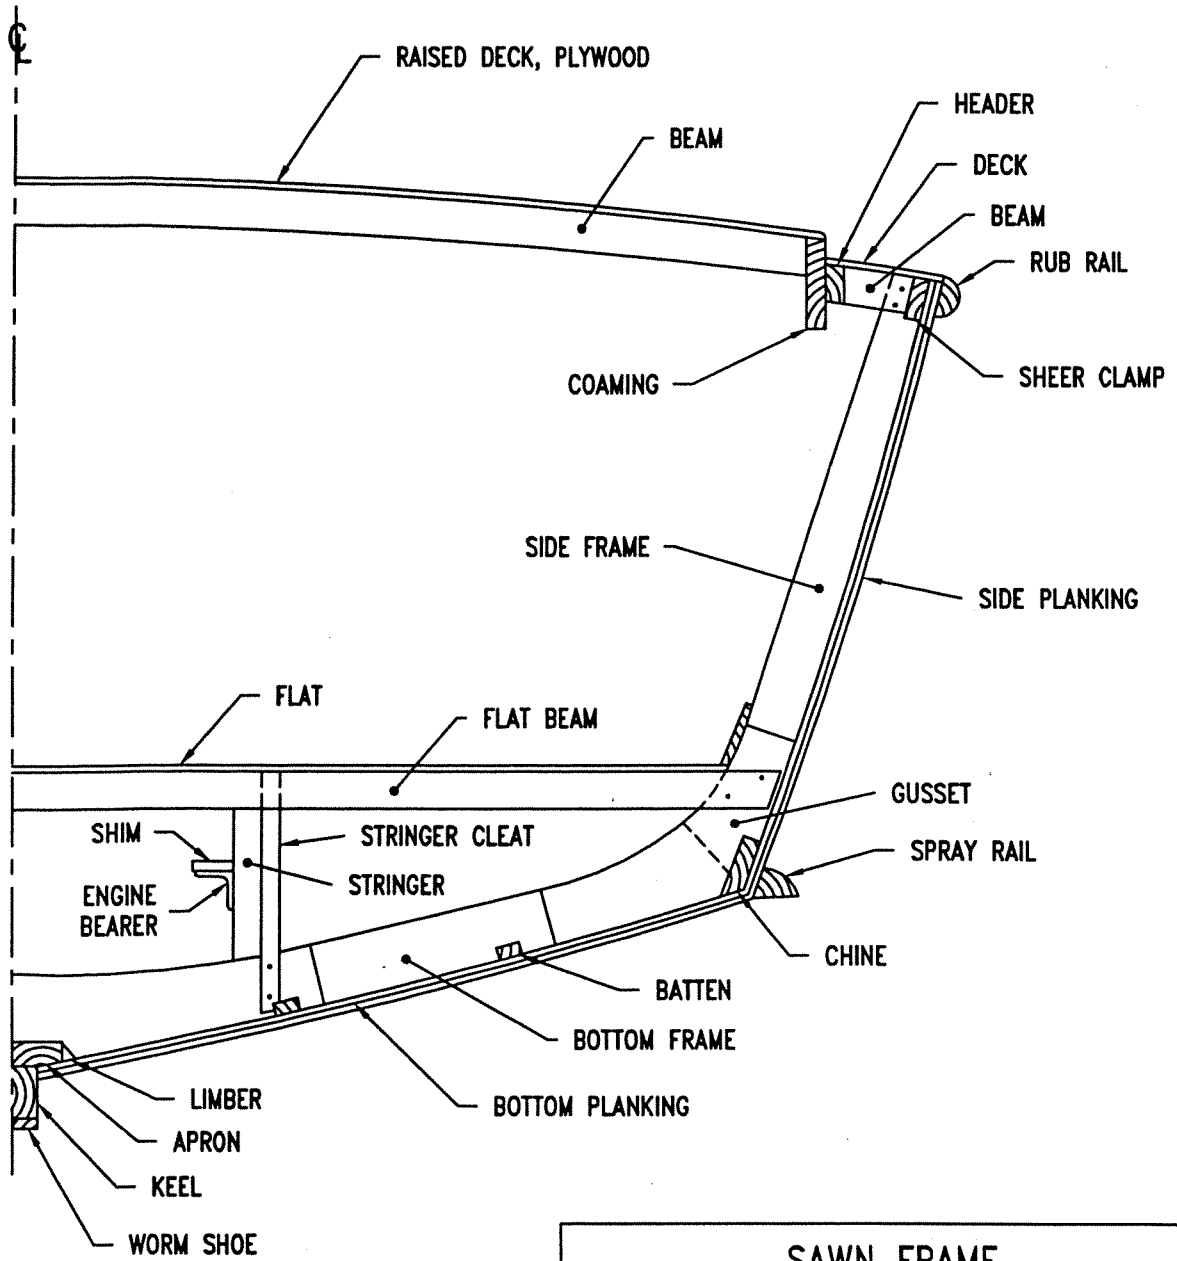 ℄
RAISED DECK, PLYWOOD
HEADER
BEAM
DECK
BEAM
RUB RAIL
COAMING
SHEER CLAMP
SIDE FRAME
SIDE PLANKING
FLAT
FLAT BEAM
GUSSET
SHIM
STRINGER CLEAT
SPRAY RAIL
ENGINE
BEARER
STRINGER
CHINE
BATTEN
BOTTOM FRAME
LIMBER
BOTTOM PLANKING
APRON
KEEL
WORM SHOE
SAWN FRAME